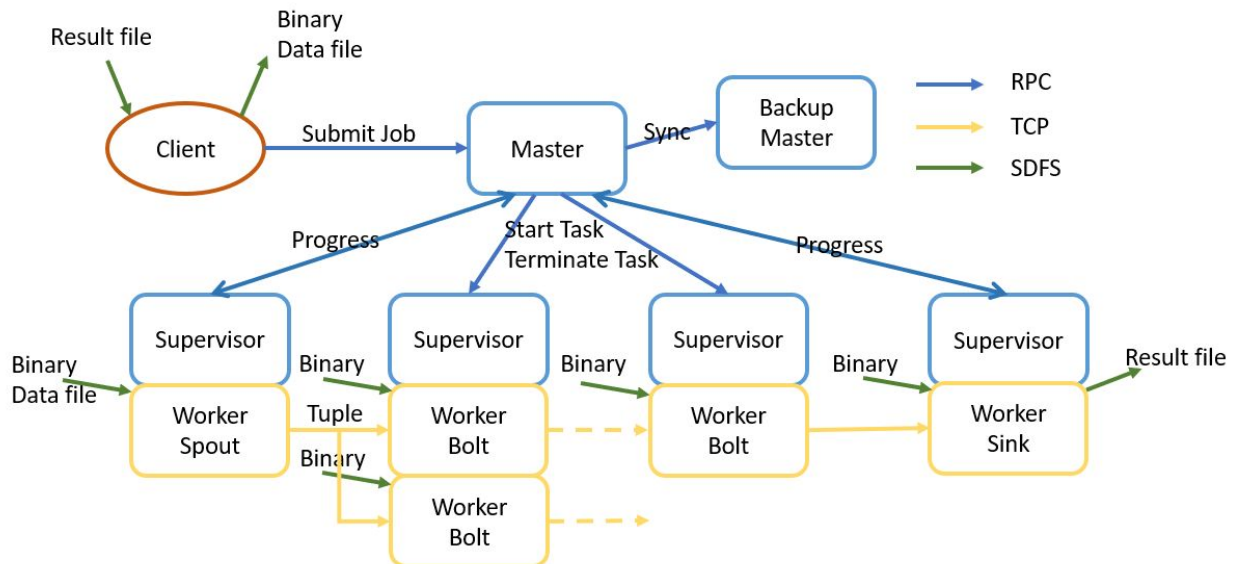 Result file
Binary
Data file
Client
Submit Job
Master
Sync
Backup
Master
RPC
TCP
SDFS
Progress
Start Task
Terminate Task
Progress
Supervisor
Supervisor
Supervisor
Supervisor
Binary
Data file
Worker
Spout
Tuple
Binary
Worker
Bolt
Binary
Worker
Bolt
Binary
Worker
Bolt
Binary
Worker
Sink
Result file